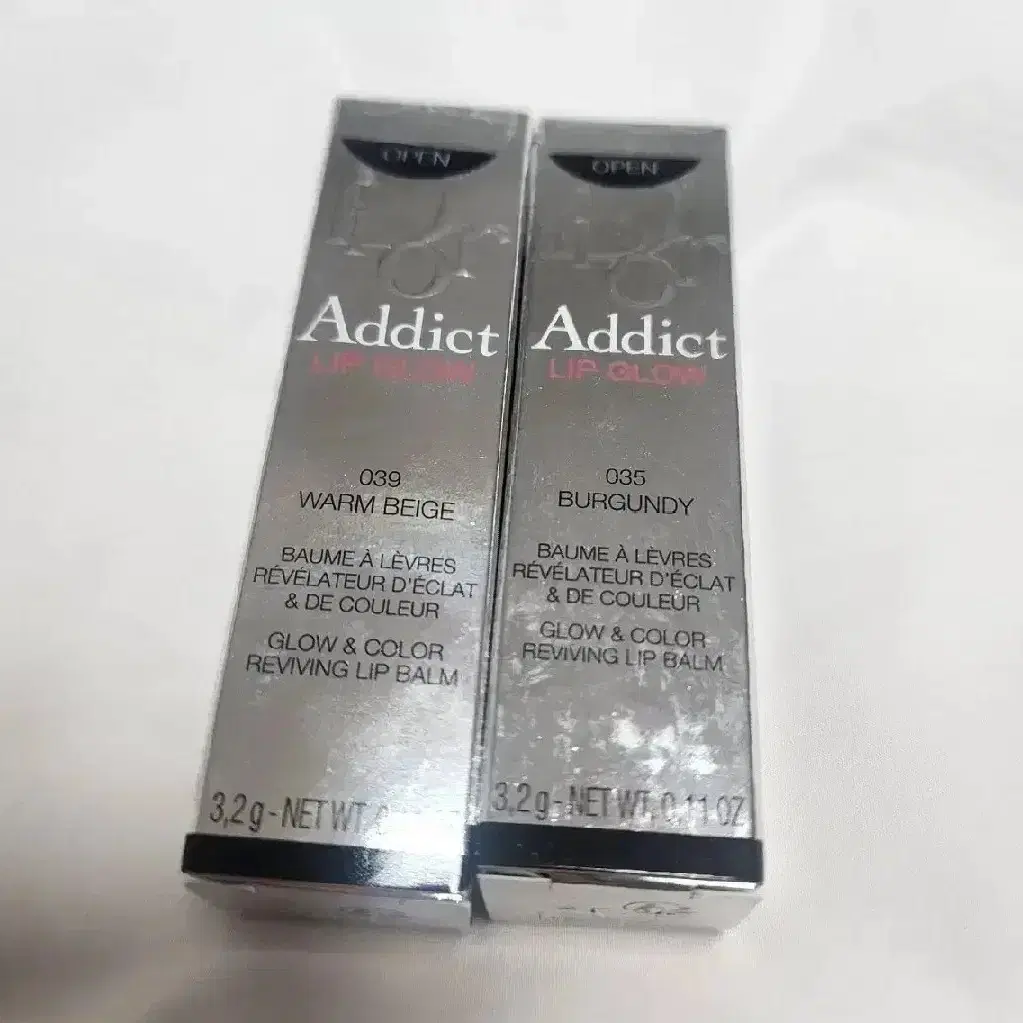 OPEN
Addict
LIP GLOW
039
WARM BEIGE
BAUME À LÈVRES
RÉVÉLATEUR D'ÉCLAT
& DE COULEUR
GLOW & COLOR
REVIVING LIP BALM
3,2g - NET WT.
OPEN
Addict
LIP GLOW
035
BURGUNDY
BAUME À LÈVRES
RÉVÉLATEUR D'ÉCLAT
& DE COULEUR
GLOW & COLOR
REVIVING LIP BALM
3,2g - NET WT. 0.11 OZ